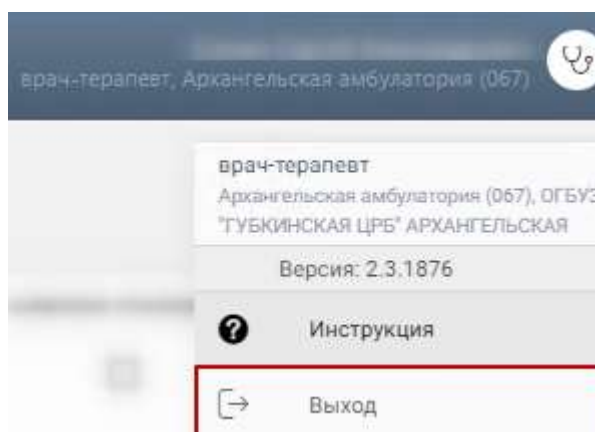 врач-терапевт, Архангельская амбулатория (067)
врач-терапевт
Архангельская амбулатория (067), ОГБУЗ
"ГУБКИНСКАЯ ЦРБ" АРХАНГЕЛЬСКАЯ
Версия: 2.3.1876
Инструкция
Выход